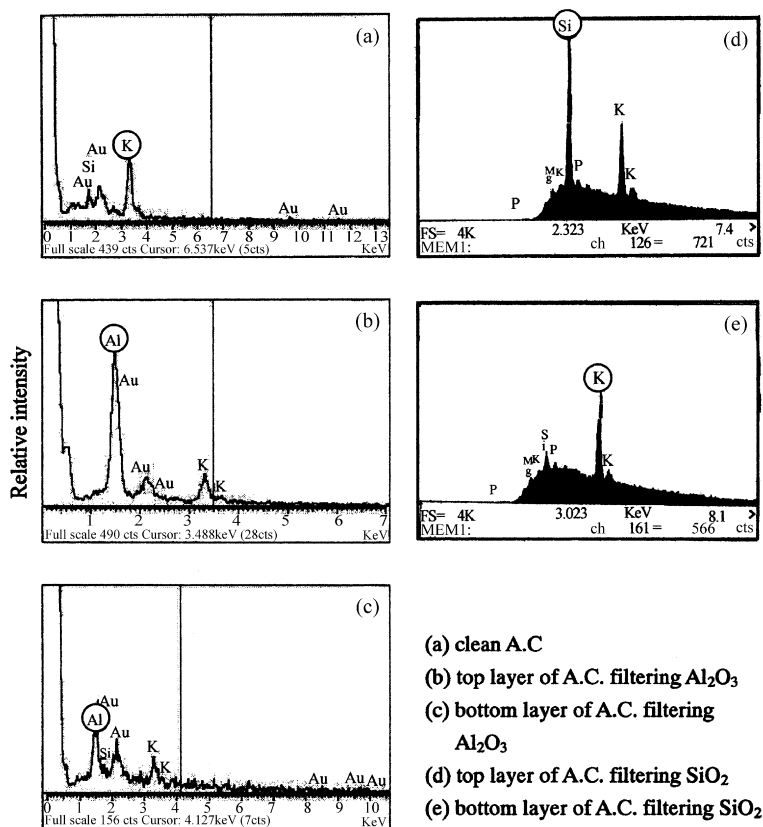 Relative intensity
(a)
K
Au
Si
Au
Au
Au
0 1 2 3 4 5 6 7 8 9 10 11 12 13
Full scale 439 cts Cursor: 6.537keV (5cts)
KeV
(b)
Al
Au
Au
Au
K
K
1 2 3 4 5 6 7
Full scale 490 cts Cursor: 3.488keV (28cts)
KeV
(c)
Au
Al
Si
Au
K
K
Au
Au
Au
0 2 4 6 8 10
Full scale 156 cts Cursor: 4.127keV (7cts)
(d)
Si
K
Mg
K
P
K
P
FS= 4K 2.323 KeV 7.4 >
MEM1: ch 126= 721 cts
(e)
K
Si
Mg
K
P
K
P
FS= 4K 3.023 KeV 8.1 >
MEM1: ch 161= 566 cts
(a) clean A.C
(b) top layer of A.C. filtering Al₂O₃
(c) bottom layer of A.C. filtering
Al₂O₃
(d) top layer of A.C. filtering SiO₂
(e) bottom layer of A.C. filtering SiO₂